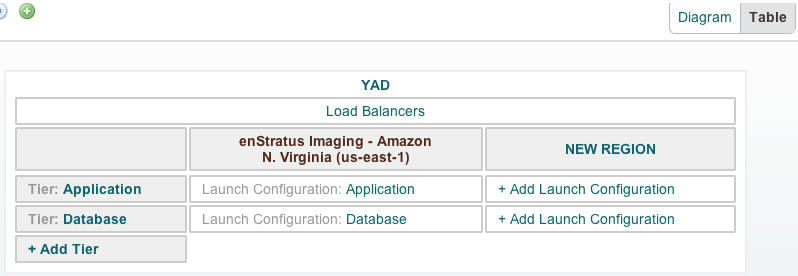 Diagram Table
YAD
Load Balancers
enStratus Imaging - Amazon
N. Virginia (us-east-1)
NEW REGION
Tier: Application
Launch Configuration: Application
+ Add Launch Configuration
Tier: Database
Launch Configuration: Database
+ Add Launch Configuration
+ Add Tier